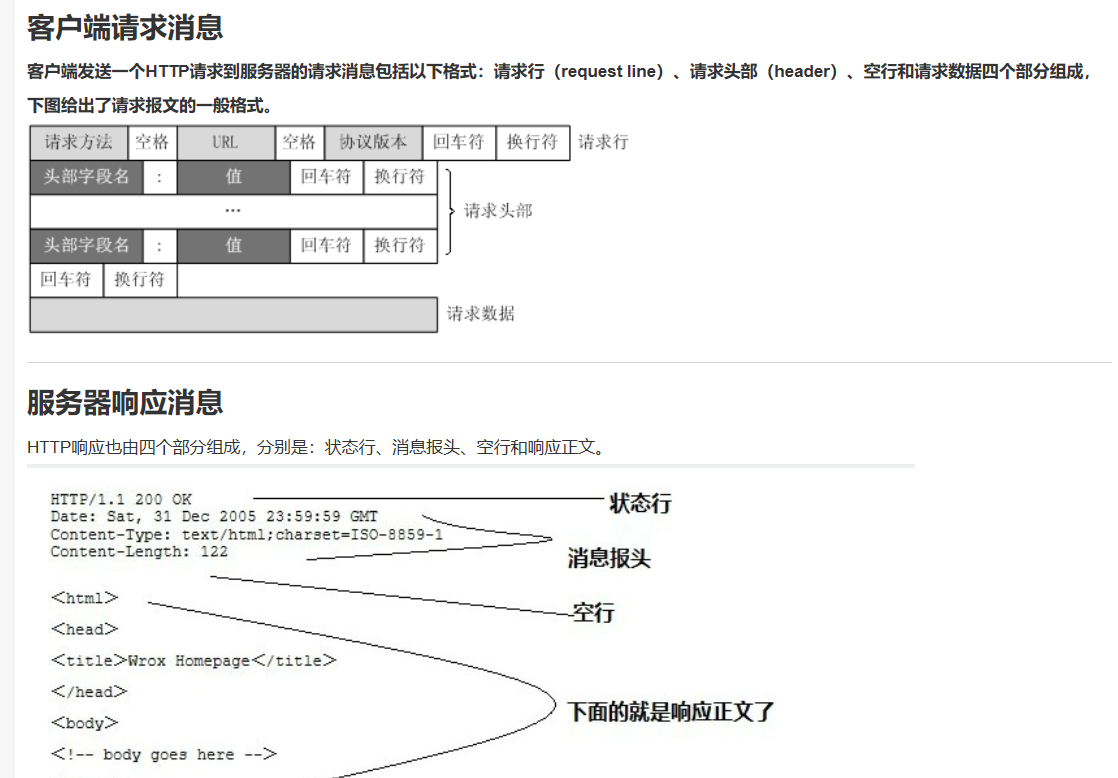 客户端请求消息
客户端发送一个HTTP请求到服务器的请求消息包括以下格式：请求行（request line）、请求头部（header）、空行和请求数据四个部分组成，
下图给出了请求报文的一般格式。
请求方法 空格 URL 空格 协议版本 回车符 换行符 请求行
头部字段名 : 值 回车符 换行符
… 请求头部
头部字段名 : 值 回车符 换行符
回车符 换行符
请求数据
服务器响应消息
HTTP响应也由四个部分组成，分别是：状态行、消息报头、空行和响应正文。
HTTP/1.1 200 OK 状态行
Date: Sat, 31 Dec 2005 23:59:59 GMT
Content-Type: text/html;charset=ISO-8859-1
Content-Length: 122
消息报头
<html>
空行
<head>
<title>Wrox Homepage</title>
</head>
下面的就是响应正文了
<body>
<!-- body goes here -->